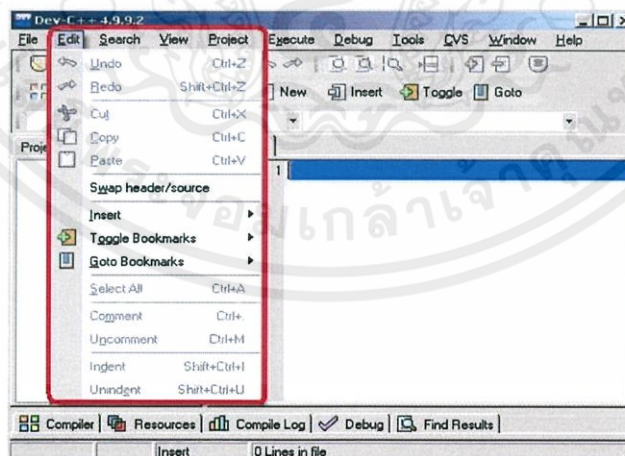 Dev-C++ 4.9.9.2
File Edit Search View Project Execute Debug Tools CVS Window Help
Undo Ctrl+Z
Redo Shift+Ctrl+Z
New Insert Toggle Goto
Cut Ctrl+X
Copy Ctrl+C
Paste Ctrl+V
Proje
1
Swap header/source
Insert
Toggle Bookmarks
Goto Bookmarks
Select All Ctrl+A
Comment Ctrl+.
Uncomment Ctrl+M
Indent Shift+Ctrl+I
Unindent Shift+Ctrl+U
Compiler Resources Compile Log Debug Find Results
Insert 0 Lines in file